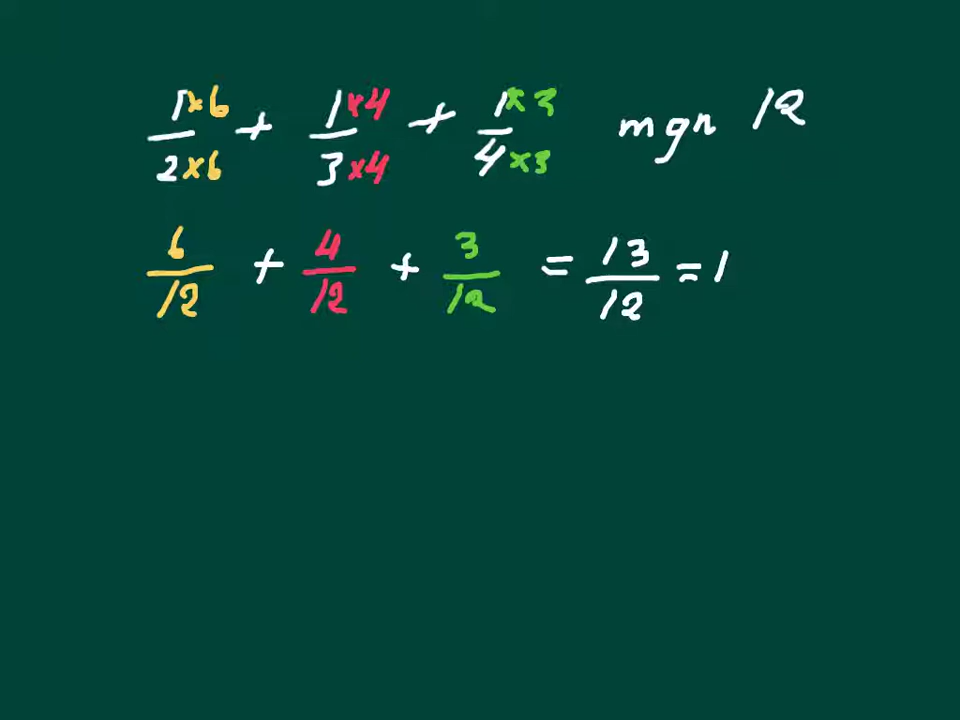 1×6/2×6 + 1×4/3×4 + 1×3/4×3 mgn 12
6/12 + 4/12 + 3/12 = 13/12 = 1